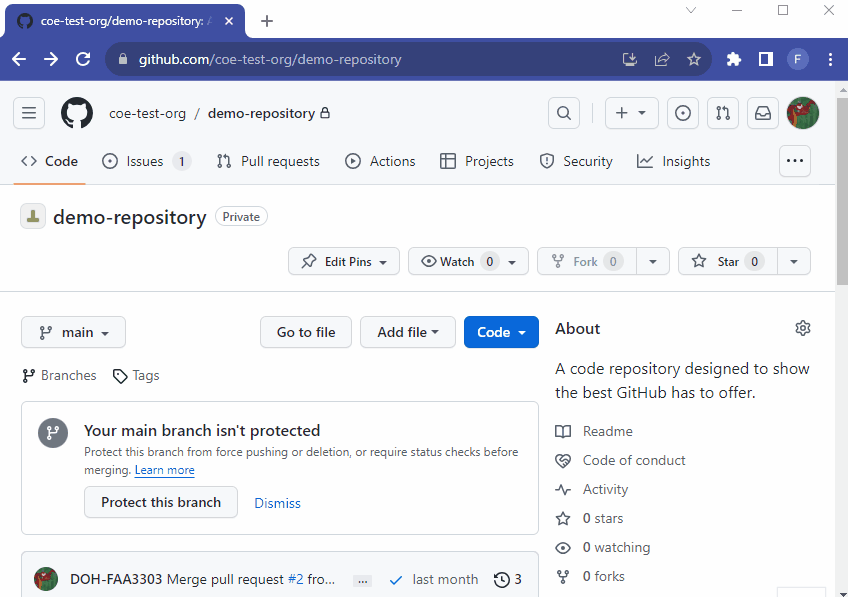 coe-test-org/demo-repository:
github.com/coe-test-org/demo-repository
F
coe-test-org / demo-repository
Code
Issues 1
Pull requests
Actions
Projects
Security
Insights
demo-repository
Private
Edit Pins
Watch 0
Fork 0
Star 0
main
Go to file
Add file
Code
Branches
Tags
Your main branch isn't protected
Protect this branch from force pushing or deletion, or require status checks before
merging. Learn more
Protect this branch
Dismiss
DOH-FAA3303 Merge pull request #2 fro...
...
last month
3
About
A code repository designed to show
the best GitHub has to offer.
Readme
Code of conduct
Activity
0 stars
0 watching
0 forks